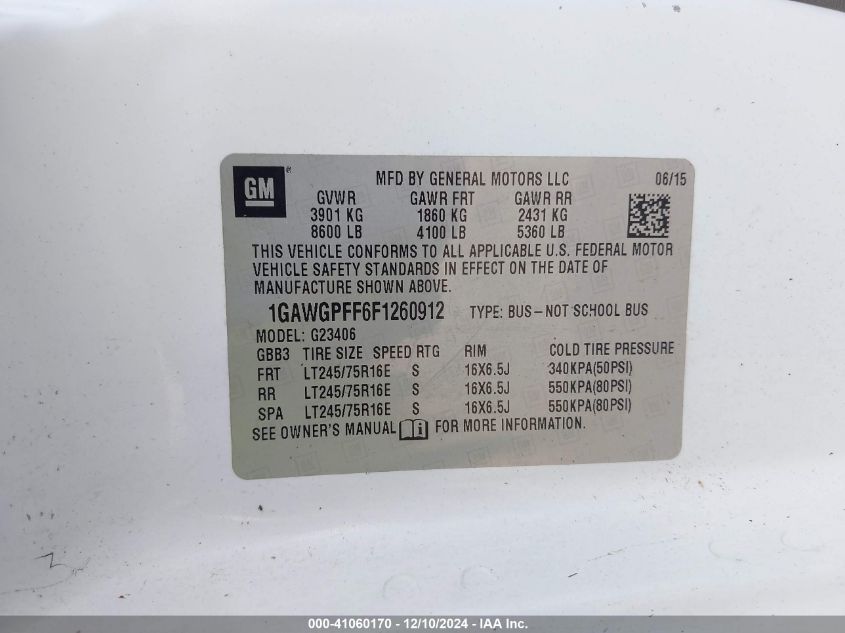 GM ®
MFD BY GENERAL MOTORS LLC 06/15
GVWR GAWR FRT GAWR RR
3901 KG 1860 KG 2431 KG
8600 LB 4100 LB 5360 LB
THIS VEHICLE CONFORMS TO ALL APPLICABLE U.S. FEDERAL MOTOR
VEHICLE SAFETY STANDARDS IN EFFECT ON THE DATE OF
MANUFACTURE SHOWN ABOVE.
1GAWGPFF6F1260912 TYPE: BUS–NOT SCHOOL BUS
MODEL: G23406
GBB3 TIRE SIZE SPEED RTG RIM COLD TIRE PRESSURE
FRT LT245/75R16E S 16X6.5J 340KPA(50PSI)
RR LT245/75R16E S 16X6.5J 550KPA(80PSI)
SPA LT245/75R16E S 16X6.5J 550KPA(80PSI)
SEE OWNER'S MANUAL i FOR MORE INFORMATION.
000-41060170 - 12/10/2024 - IAA Inc.